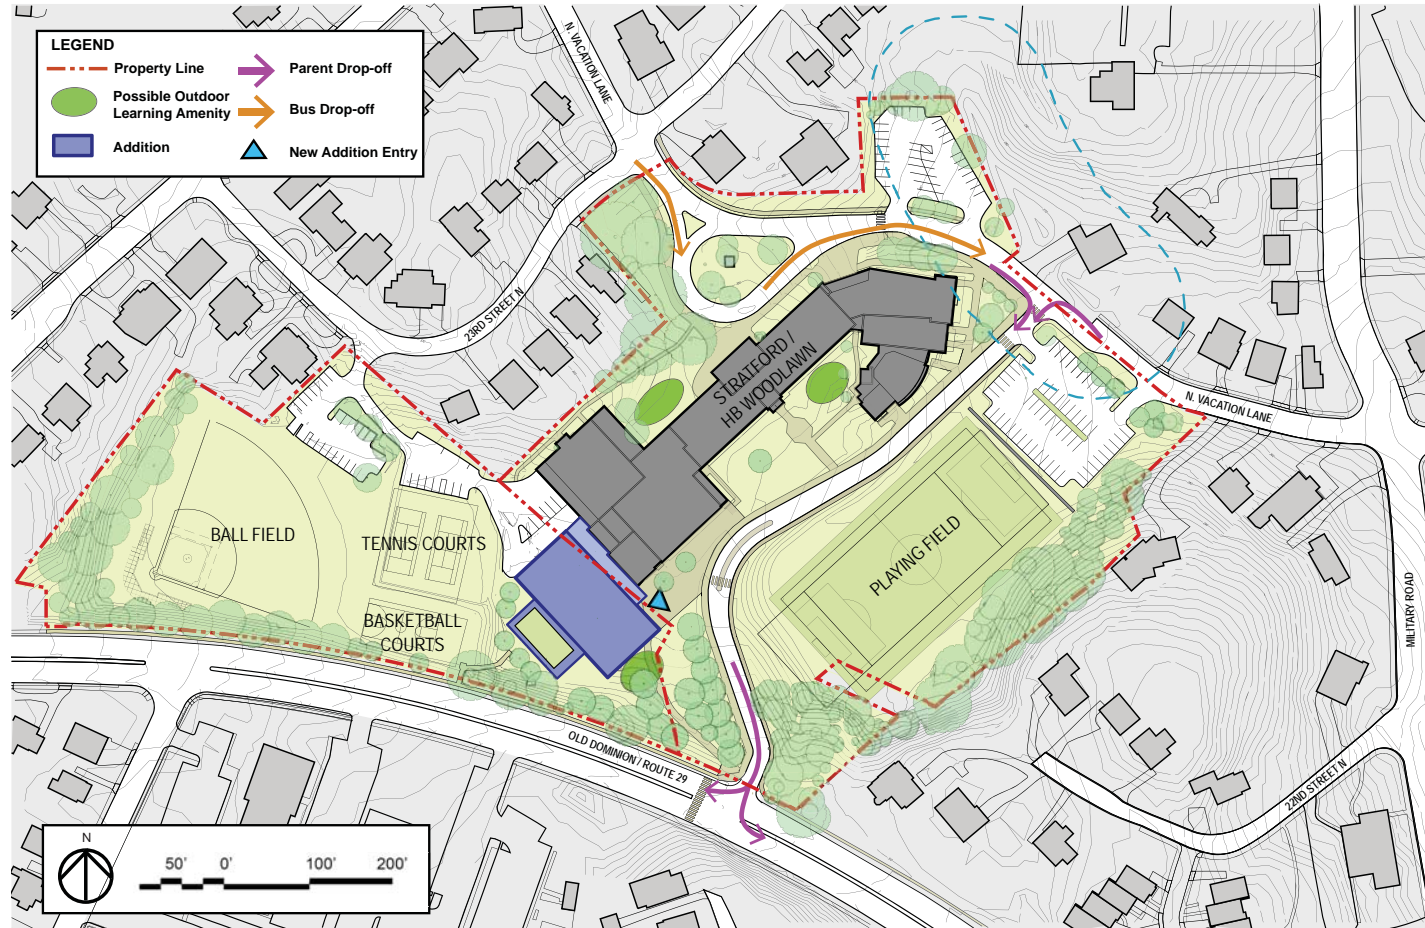 LEGEND
Property Line
Parent Drop-off
Possible Outdoor
Learning Amenity
Bus Drop-off
Addition
New Addition Entry
N. VACATION LANE
23RD STREET N
STRATFORD /
HB WOODLAWN
N. VACATION LANE
BALL FIELD
TENNIS COURTS
BASKETBALL
COURTS
PLAYING FIELD
MILITARY ROAD
OLD DOMINION / ROUTE 29
22ND STREET N
N
50' 0' 100' 200'